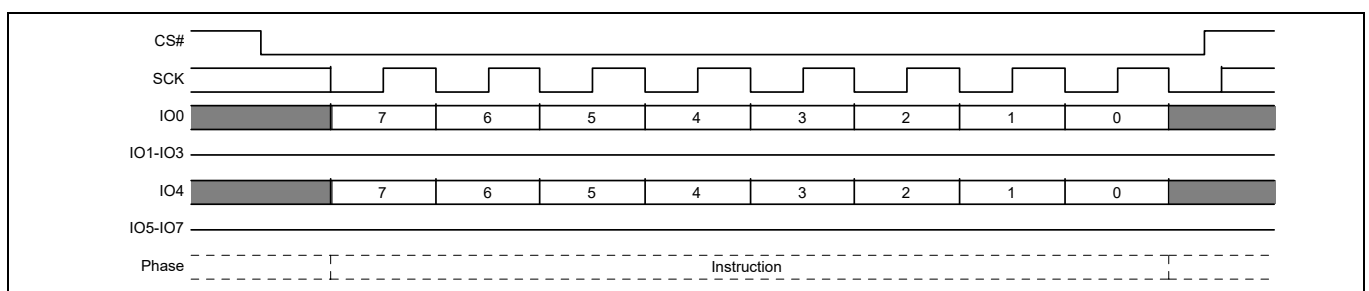 CS#
SCK
IO0 7 6 5 4 3 2 1 0
IO1-IO3
IO4 7 6 5 4 3 2 1 0
IO5-IO7
Phase Instruction